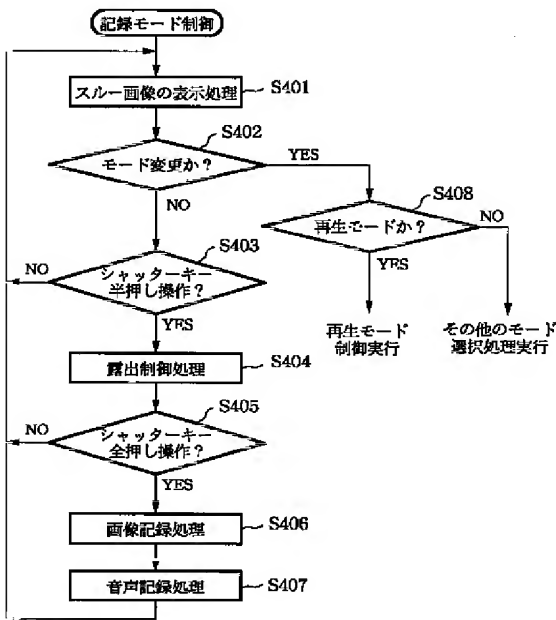 記録モード制御
スルー画像の表示処理
S401
S402
モード変更か？
YES
NO
S408
再生モードか？
NO
YES
S403
シャッターキー
半押し操作？
NO
YES
再生モード
制御実行
その他のモード
選択処理実行
露出制御処理
S404
S405
シャッターキー
全押し操作？
NO
YES
画像記録処理
S406
音声記録処理
S407